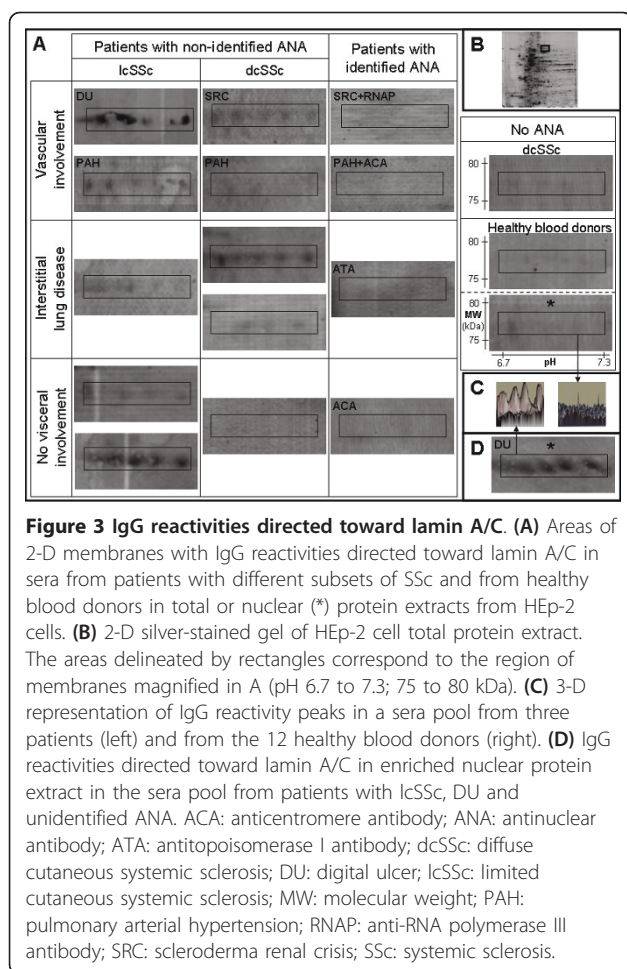 A
Patients with non-identified ANA
Patients with
identified ANA
lcSSc
dcSSc
Vascular
involvement
DU
SRC
SRC+RNAP
PAH
PAH
PAH+ACA
Interstitial
lung disease
ATA
No visceral
involvement
ACA
B
No ANA
dcSSc
80
75
Healthy blood donors
80
75
80
MW
(kDa)
75
*
6.7 pH 7.3
C
D
DU
*
Figure 3 IgG reactivities directed toward lamin A/C. (A) Areas of
2-D membranes with IgG reactivities directed toward lamin A/C in
sera from patients with different subsets of SSc and from healthy
blood donors in total or nuclear (*) protein extracts from HEp-2
cells. (B) 2-D silver-stained gel of HEp-2 cell total protein extract.
The areas delineated by rectangles correspond to the region of
membranes magnified in A (pH 6.7 to 7.3; 75 to 80 kDa). (C) 3-D
representation of IgG reactivity peaks in a sera pool from three
patients (left) and from the 12 healthy blood donors (right). (D) IgG
reactivities directed toward lamin A/C in enriched nuclear protein
extract in the sera pool from patients with lcSSc, DU and
unidentified ANA. ACA: anticentromere antibody; ANA: antinuclear
antibody; ATA: antitopoisomerase I antibody; dcSSc: diffuse
cutaneous systemic sclerosis; DU: digital ulcer; lcSSc: limited
cutaneous systemic sclerosis; MW: molecular weight; PAH:
pulmonary arterial hypertension; RNAP: anti-RNA polymerase III
antibody; SRC: scleroderma renal crisis; SSc: systemic sclerosis.